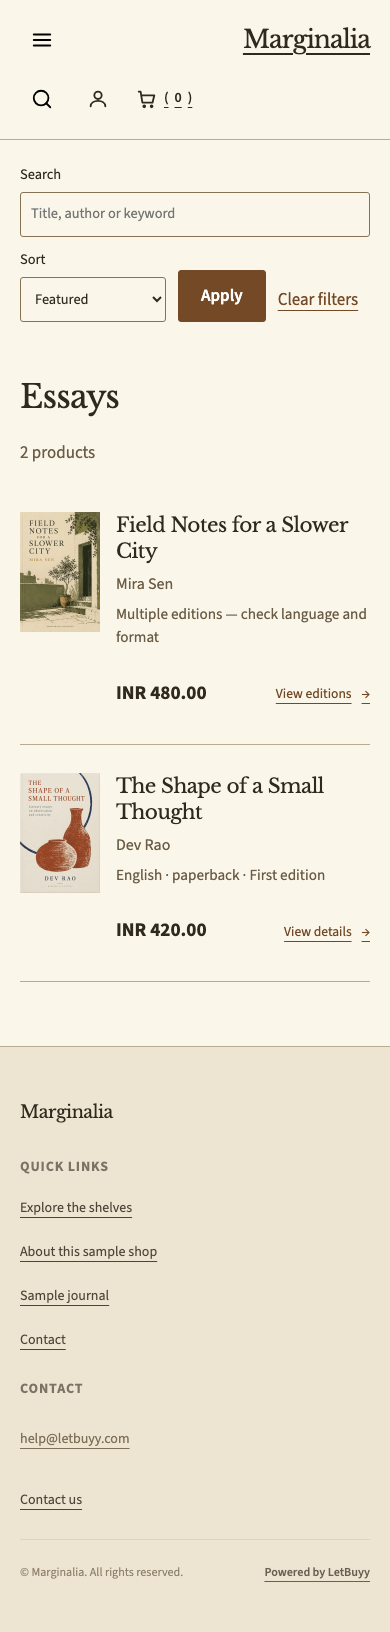 Marginalia
( 0 )
Search
Title, author or keyword
Sort
Featured
Apply
Clear filters
Essays
2 products
FIELD
NOTES
FOR A
SLOWER
CITY
MIRA SEN
Field Notes for a Slower
City
Mira Sen
Multiple editions — check language and
format
INR 480.00
View editions →
THE
SHAPE OF A
SMALL THOUGHT
DEV RAO
The Shape of a Small
Thought
Dev Rao
English · paperback · First edition
INR 420.00
View details →
Marginalia
QUICK LINKS
Explore the shelves
About this sample shop
Sample journal
Contact
CONTACT
help@letbuyy.com
Contact us
© Marginalia. All rights reserved.
Powered by LetBuyy